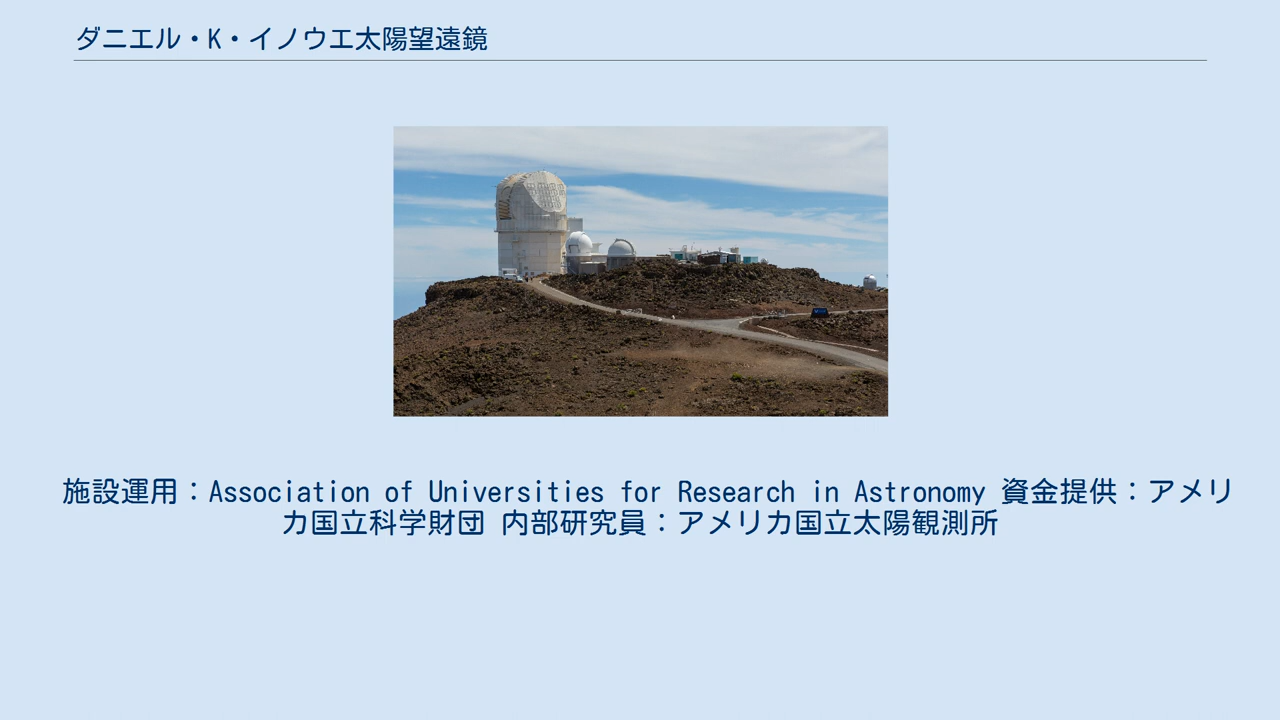 ダニエル・K・イノウエ太陽望遠鏡
施設運用：Association of Universities for Research in Astronomy 資金提供：アメリ
カ国立科学財団 内部研究員：アメリカ国立太陽観測所